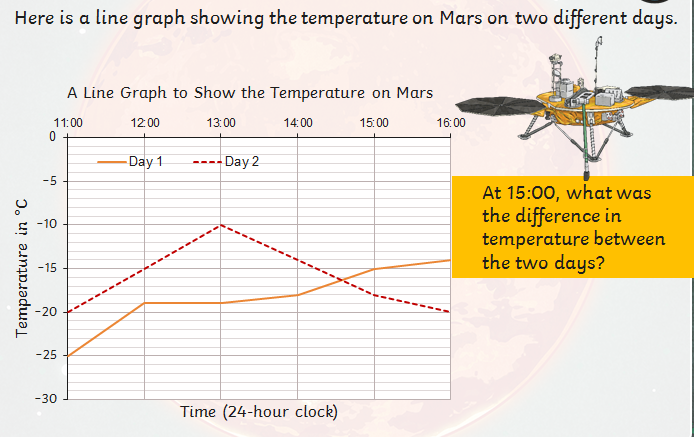 Here is a line graph showing the temperature on Mars on two different days.
A Line Graph to Show the Temperature on Mars
11:00 12:00 13:00 14:00 15:00 16:00
0
Day 1 Day 2
-5
-10
-15
-20
-25
-30
Temperature in °C
Time (24-hour clock)
At 15:00, what was
the difference in
temperature between
the two days?